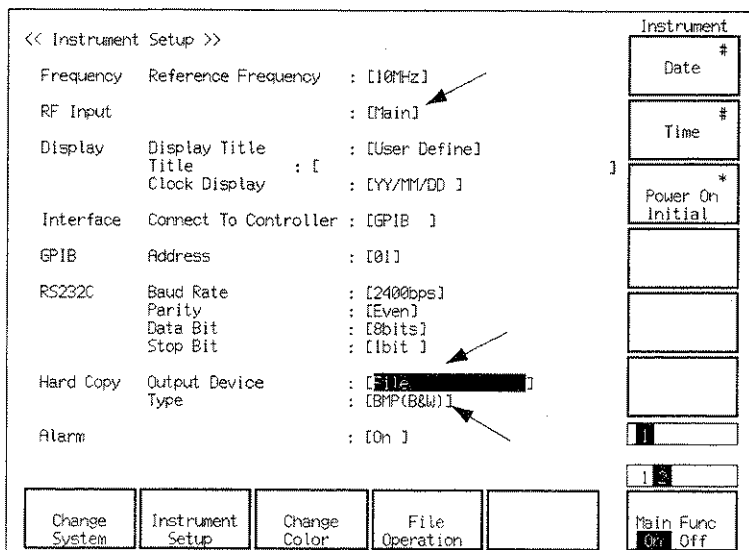 Instrument
<< Instrument Setup >>
Frequency Reference Frequency : [10MHz]
RF Input : [Main]
Display Display Title : [User Define]
Title : [ ]
Clock Display : [YY/MM/DD ]
Interface Connect To Controller : [GPIB ]
GPIB Address : [01]
RS232C Baud Rate : [2400bps]
Parity : [Even]
Data Bit : [8bits]
Stop Bit : [1bit ]
Hard Copy Output Device : [File ]
Type : [BMP(B&W)]
Alarm : [On ]
#
Date
#
Time
*
Power On
Initial
1
1 2
Change
System
Instrument
Setup
Change
Color
File
Operation
Main Func
On Off